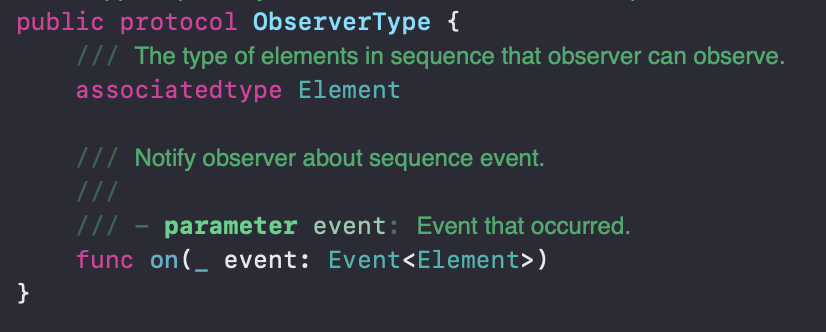 public protocol ObserverType {
/// The type of elements in sequence that observer can observe.
associatedtype Element
/// Notify observer about sequence event.
///
/// - parameter event: Event that occurred.
func on(_ event: Event<Element>)
}